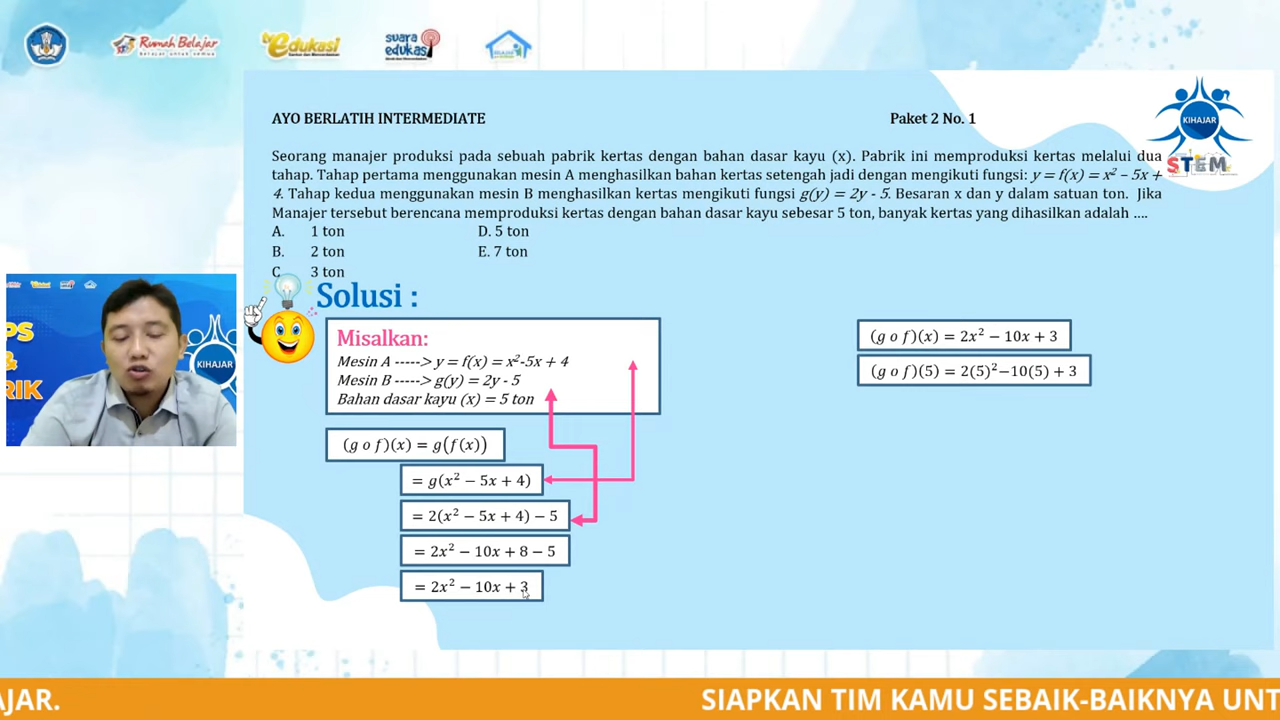 Rumah Belajar
Belajar untuk semua
tv edukasi
suara
edukasi
AYO BERLATIH INTERMEDIATE
Paket 2 No. 1
KIHAJAR
STEM
Seorang manajer produksi pada sebuah pabrik kertas dengan bahan dasar kayu (x). Pabrik ini memproduksi kertas melalui dua
tahap. Tahap pertama menggunakan mesin A menghasilkan bahan kertas setengah jadi dengan mengikuti fungsi: y = f(x) = x² – 5x +
4. Tahap kedua menggunakan mesin B menghasilkan kertas mengikuti fungsi g(y) = 2y - 5. Besaran x dan y dalam satuan ton. Jika
Manajer tersebut berencana memproduksi kertas dengan bahan dasar kayu sebesar 5 ton, banyak kertas yang dihasilkan adalah ....
A. 1 ton D. 5 ton
B. 2 ton E. 7 ton
C. 3 ton
Solusi :
Misalkan:
Mesin A -----> y = f(x) = x²-5x + 4
Mesin B -----> g(y) = 2y - 5
Bahan dasar kayu (x) = 5 ton
(g o f)(x) = g(f(x))
= g(x² − 5x + 4)
= 2(x² − 5x + 4) − 5
= 2x² − 10x + 8 − 5
= 2x² − 10x + 3
(g o f)(x) = 2x² − 10x + 3
(g o f)(5) = 2(5)²−10(5) + 3
PS
&
RIK
KIHAJAR
AJAR.
SIAPKAN TIM KAMU SEBAIK-BAIKNYA UNT